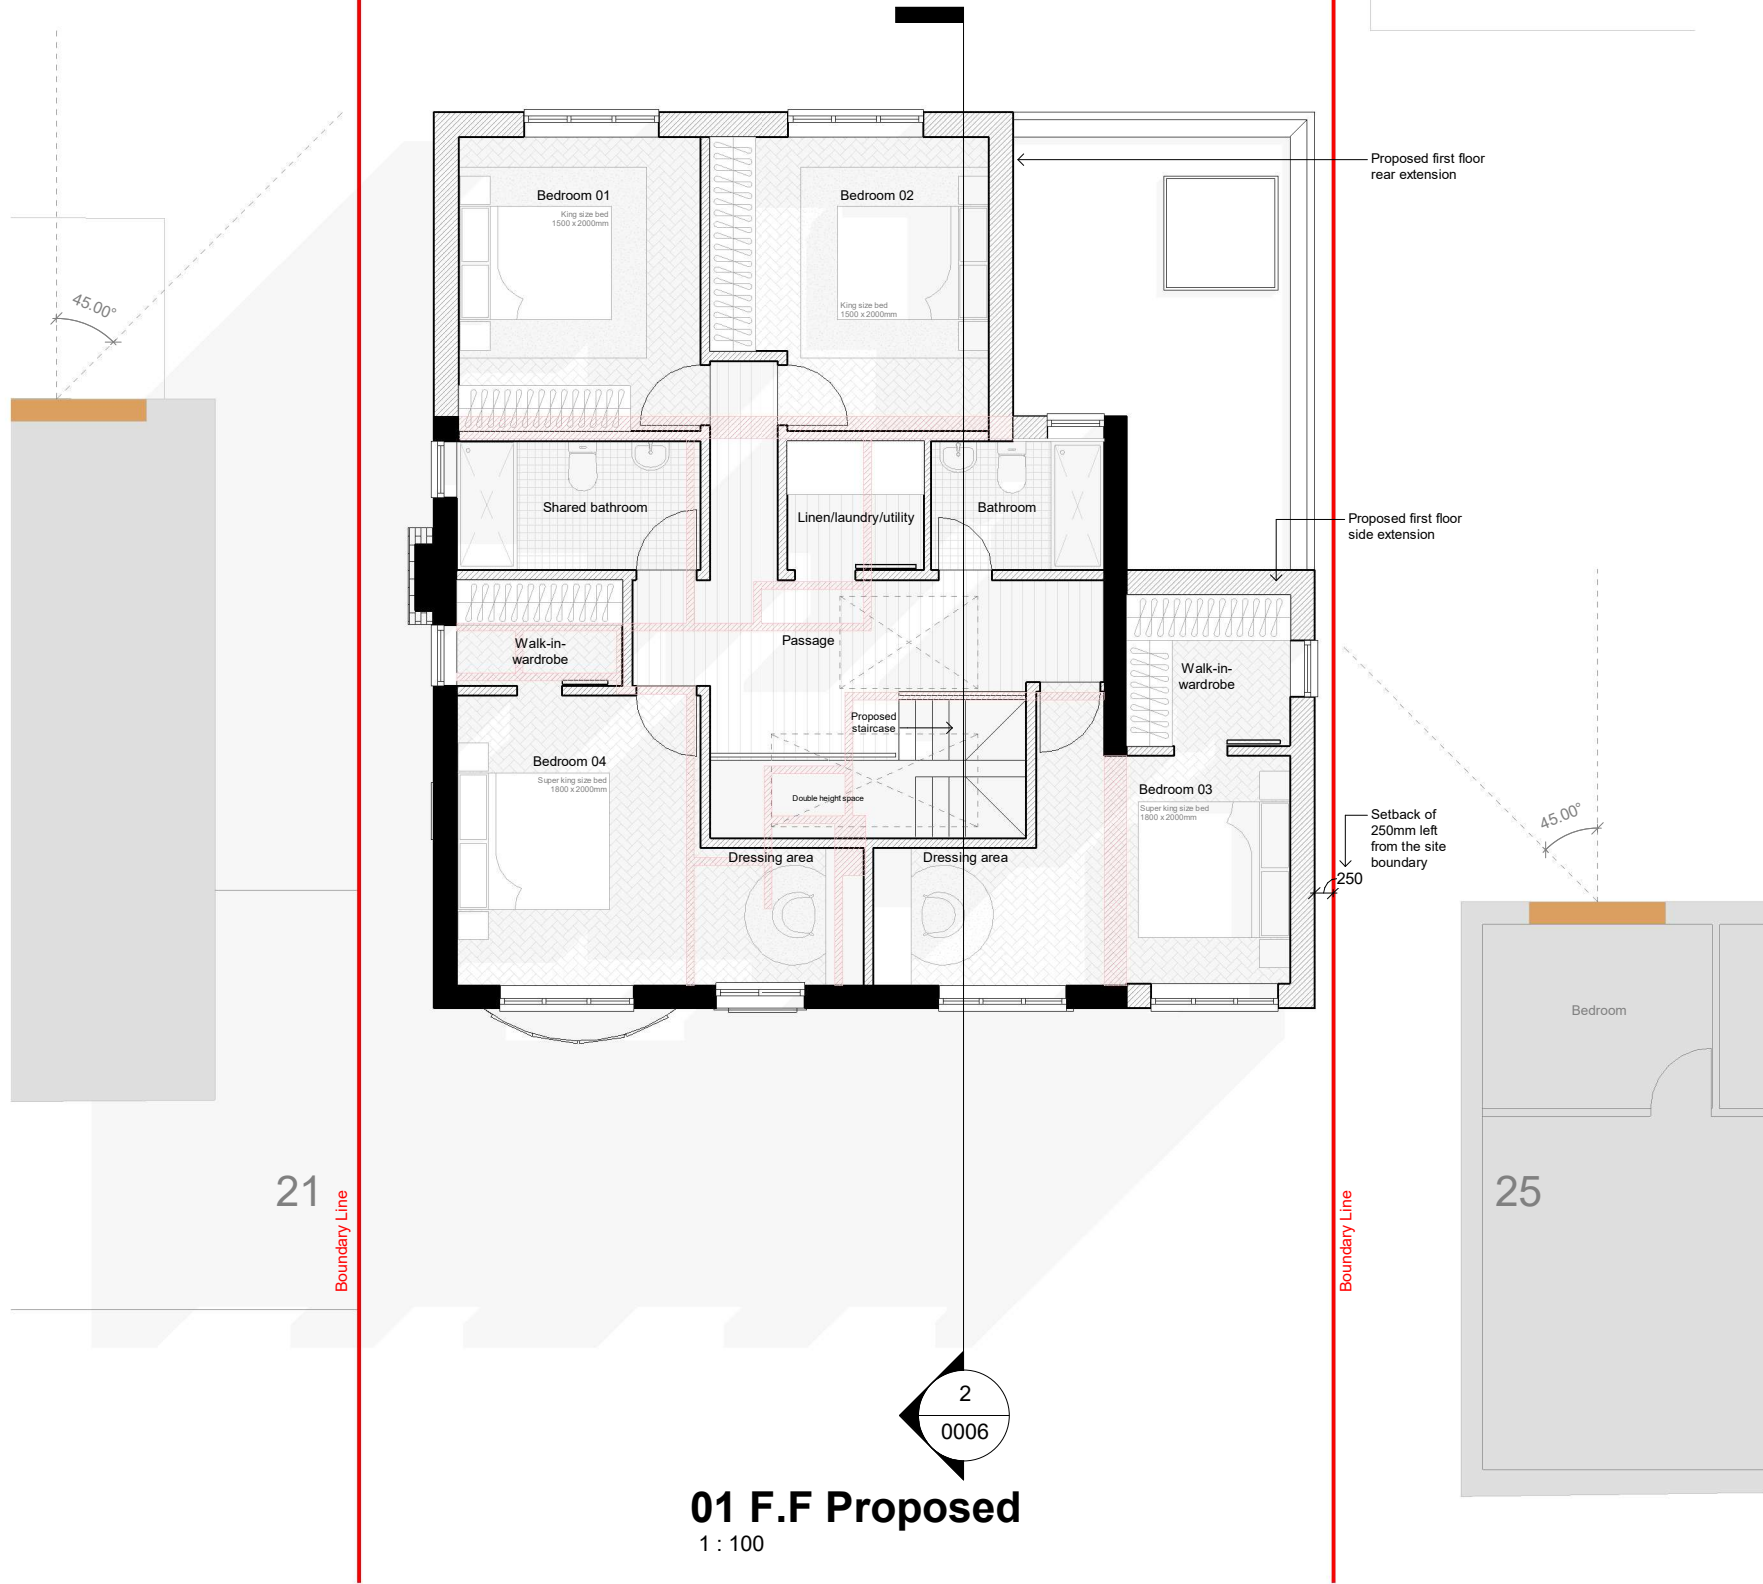 Proposed first floor
rear extension
Bedroom 01
King size bed
1500 x 2000mm
Bedroom 02
King size bed
1500 x 2000mm
45.00°
Shared bathroom
Linen/laundry/utility
Bathroom
Proposed first floor
side extension
Walk-in-
wardrobe
Passage
Walk-in-
wardrobe
Proposed
staircase
Bedroom 04
Super king size bed
1800 x 2000mm
Double height space
Bedroom 03
Super king size bed
1800 x 2000mm
Setback of
250mm left
from the site
boundary
250
45.00°
Dressing area
Dressing area
Bedroom
21
Boundary Line
Boundary Line
25
2
0006
01 F.F Proposed
1 : 100